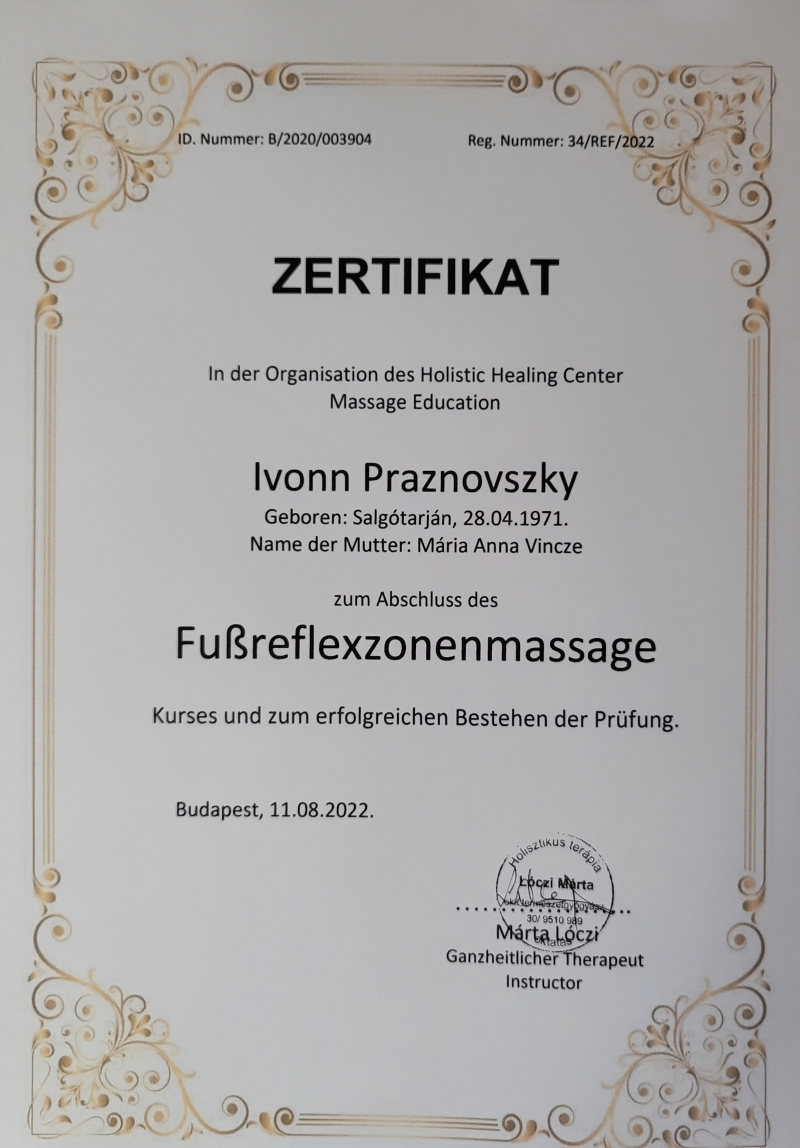 ID. Nummer: B/2020/003904
Reg. Nummer: 34/REF/2022
ZERTIFIKAT
In der Organisation des Holistic Healing Center
Massage Education
Ivonn Praznovszky
Geboren: Salgótarján, 28.04.1971.
Name der Mutter: Mária Anna Vincze
zum Abschluss des
Fußreflexzonenmassage
Kurses und zum erfolgreichen Bestehen der Prüfung.
Budapest, 11.08.2022.
Holisztikus terápia
Lóczi Márta
30/ 9510 989
oktatás
Márta Lóczi
Ganzheitlicher Therapeut
Instructor